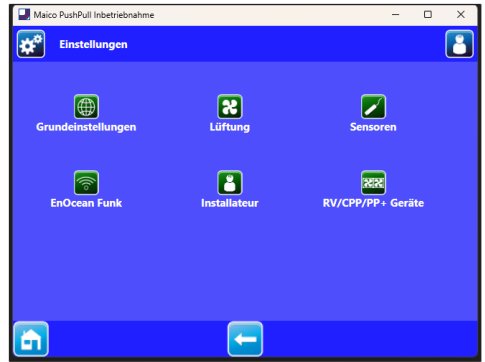 Maico PushPull Inbetriebnahme
Einstellungen
Grundeinstellungen
Lüftung
Sensoren
EnOcean Funk
Installateur
RV/CPP/PP+ Geräte